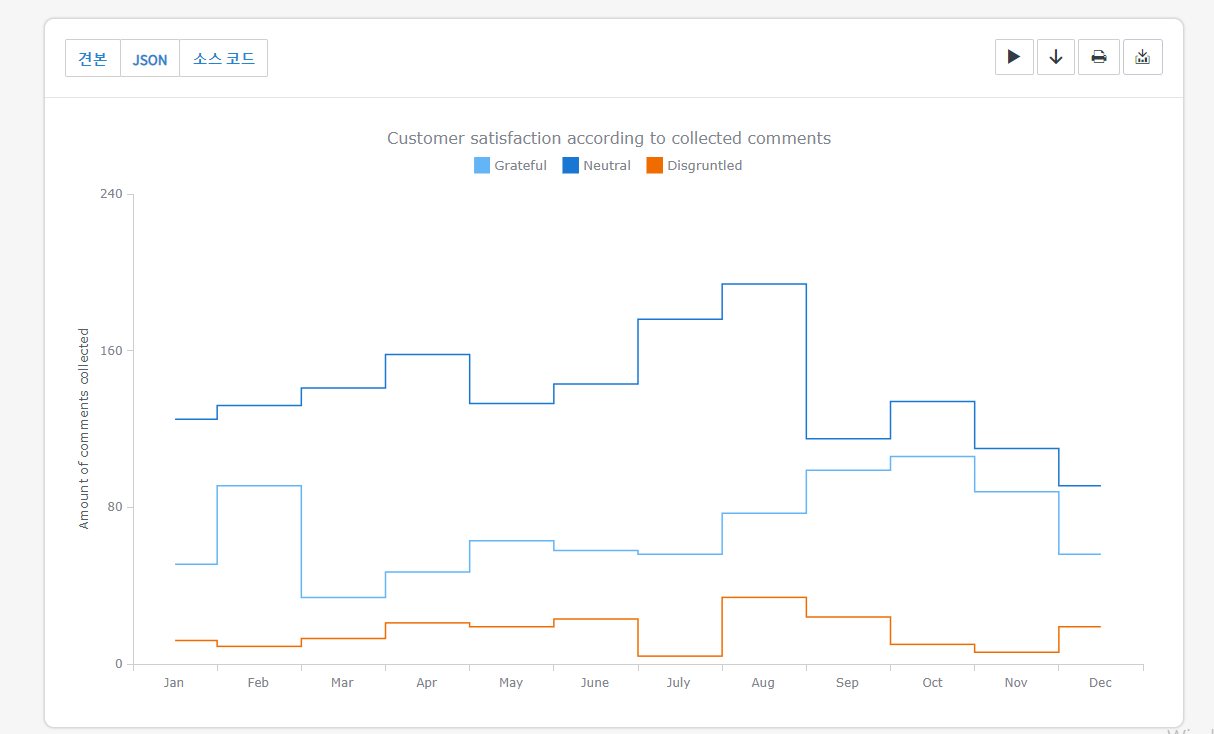 견본 JSON 소스 코드
Customer satisfaction according to collected comments
Grateful Neutral Disgruntled
Amount of comments collected
240
160
80
0
Jan Feb Mar Apr May June July Aug Sep Oct Nov Dec